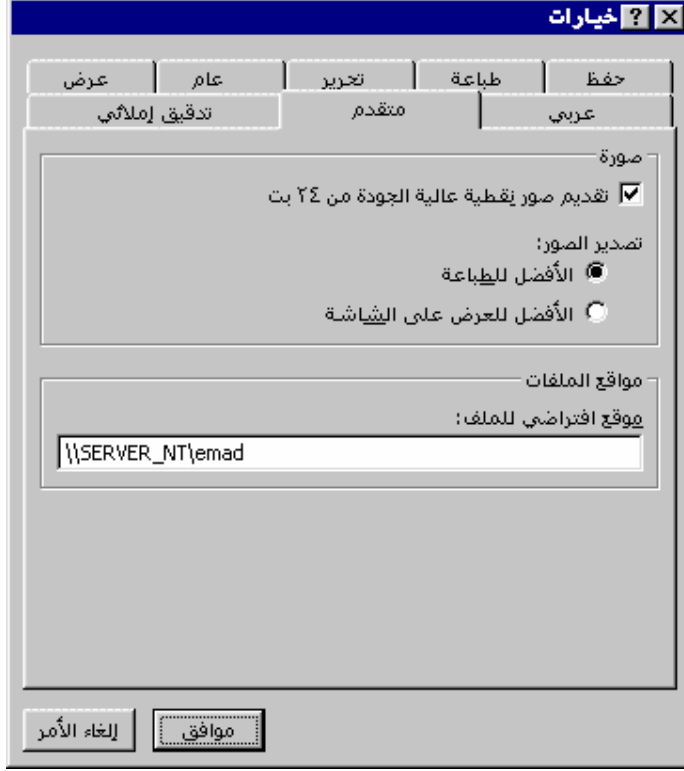 خيارات
حفظ طباعة تحرير عام عرض
عربي متقدم تدقيق إملائي
صورة
تقديم صور نقطية عالية الجودة من ٢٤ بت
تصدير الصور:
الأفضل للطباعة
الأفضل للعرض على الشاشة
مواقع الملفات
موقع افتراضي للملف:
\\SERVER_NT\emad
موافق إلغاء الأمر